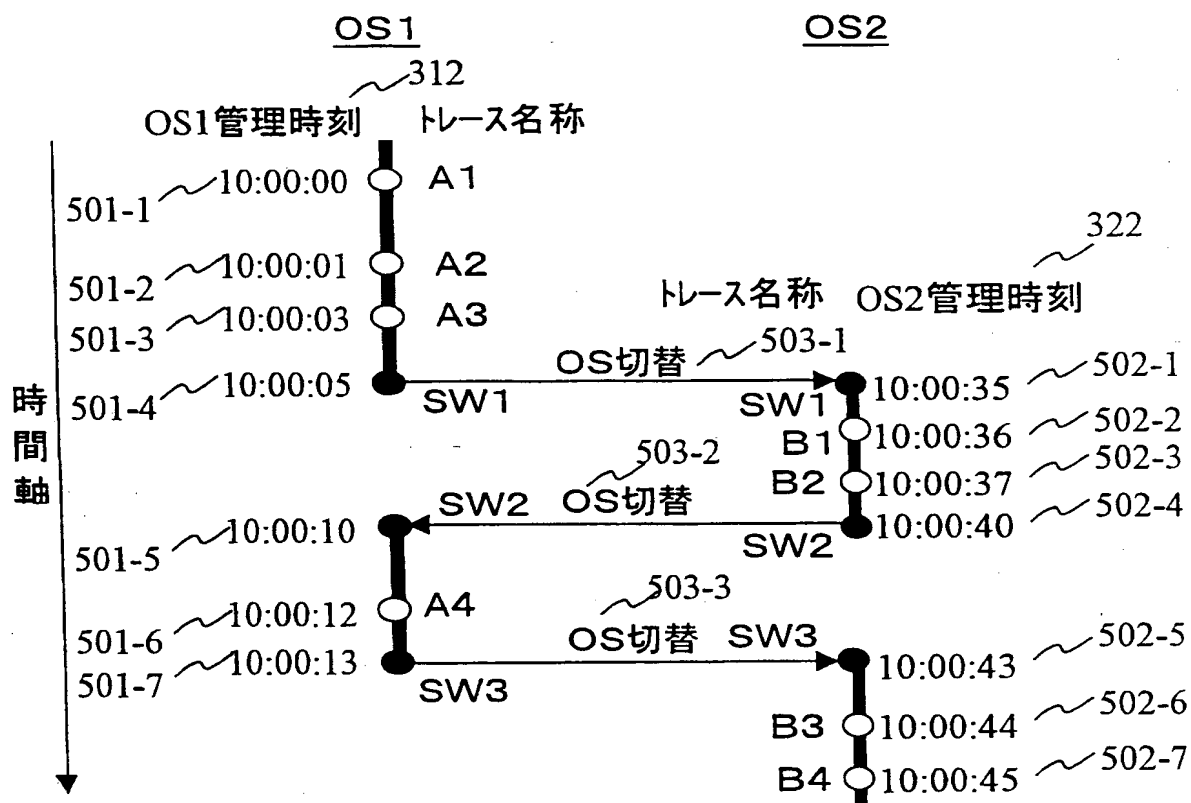 OS1 OS2
312
OS1管理時刻 トレース名称
501-1 10:00:00 A1
322
501-2 10:00:01 A2
トレース名称 OS2管理時刻
501-3 10:00:03 A3
OS切替 503-1
501-4 10:00:05 SW1 SW1 10:00:35 502-1
B1 10:00:36 502-2
503-2
B2 10:00:37 502-3
SW2 OS切替
501-5 10:00:10 SW2 10:00:40 502-4
503-3
501-6 10:00:12 A4
OS切替 SW3
501-7 10:00:13 SW3 10:00:43 502-5
B3 10:00:44 502-6
B4 10:00:45 502-7
時間軸